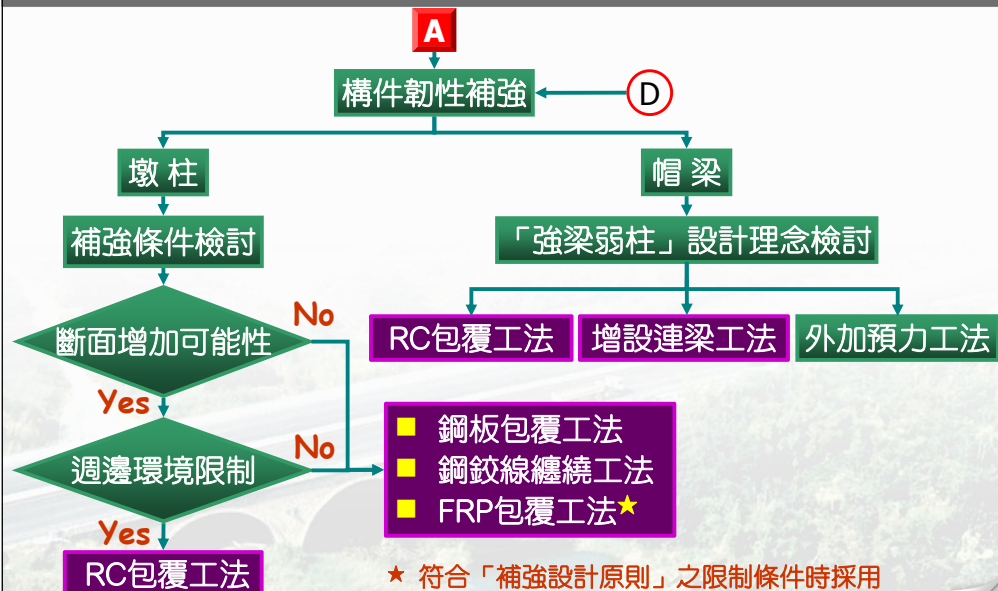 A
構件韌性補強
D
墩 柱
帽 梁
補強條件檢討
「強梁弱柱」設計理念檢討
斷面增加可能性
No
RC包覆工法
增設連梁工法
外加預力工法
Yes
週邊環境限制
No
鋼板包覆工法
鋼鉸線纏繞工法
FRP包覆工法★
Yes
RC包覆工法
★ 符合「補強設計原則」之限制條件時採用